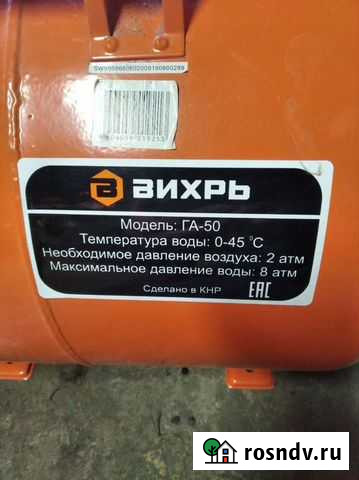 ВИХРЬ
Модель: ГА-50
Температура воды: 0-45 °C
Необходимое давление воздуха: 2 атм
Максимальное давление воды: 8 атм
Сделано в КНР
EAC
rosndv.ru